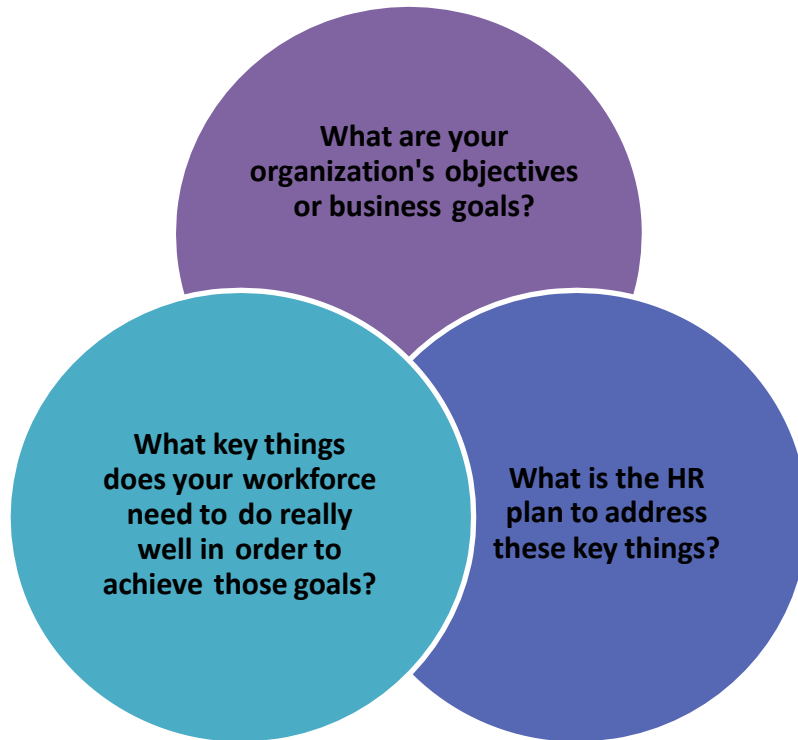 What are your
organization's objectives
or business goals?
What key things
does your workforce
need to do really
well in order to
achieve those goals?
What is the HR
plan to address
these key things?